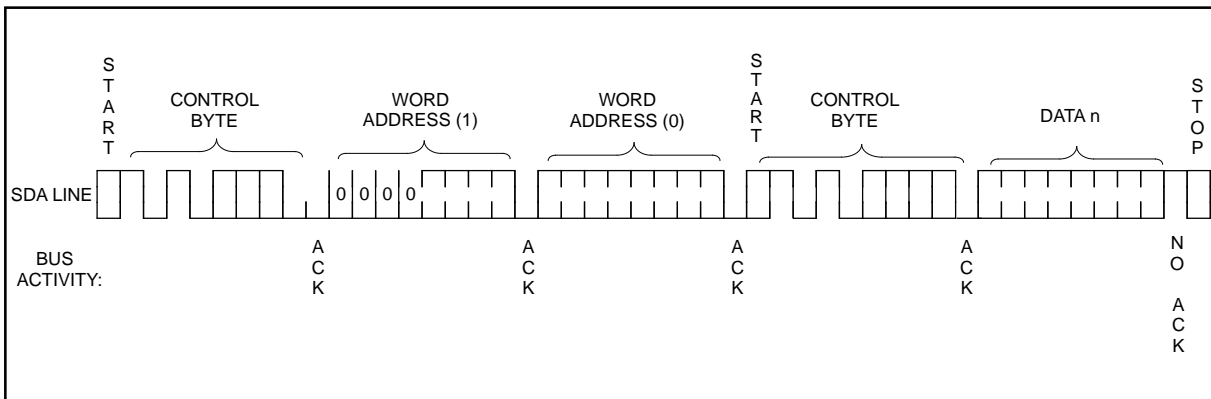 START
CONTROL
BYTE
WORD
ADDRESS (1)
WORD
ADDRESS (0)
START
CONTROL
BYTE
DATA n
STOP
SDA LINE
0 0 0 0
BUS
ACTIVITY:
ACK
ACK
ACK
ACK
NO ACK